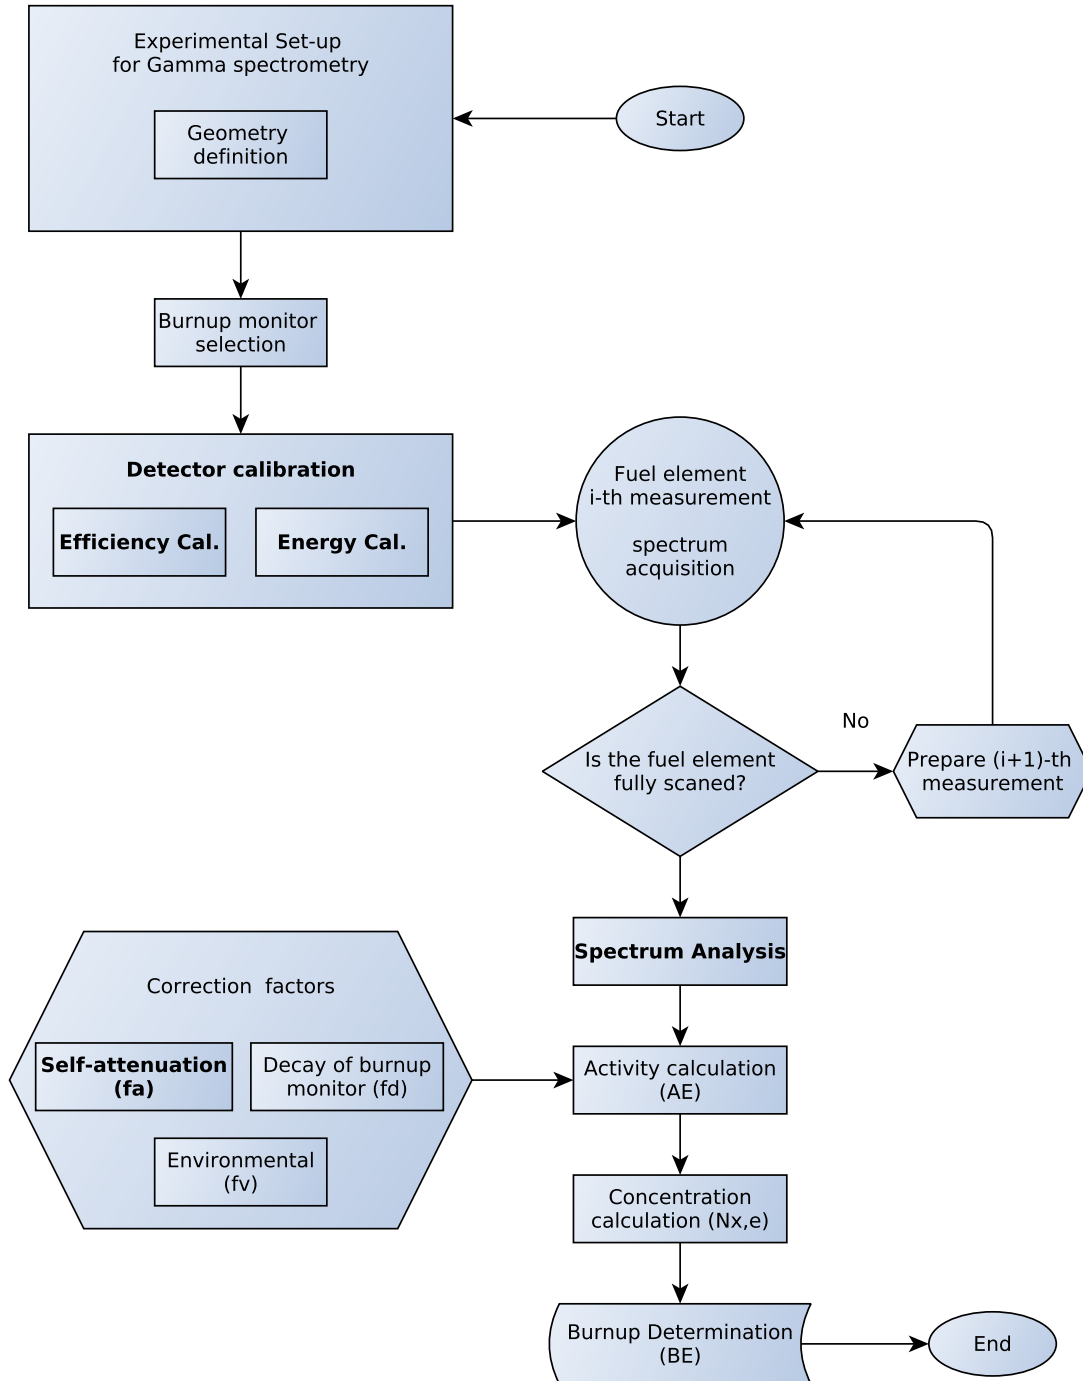 Experimental Set-up
for Gamma spectrometry
Geometry
definition
Start
Burnup monitor
selection
Detector calibration
Efficiency Cal.
Energy Cal.
Fuel element
i-th measurement
spectrum
acquisition
Is the fuel element
fully scaned?
No
Prepare (i+1)-th
measurement
Spectrum Analysis
Correction factors
Self-attenuation
(fa)
Decay of burnup
monitor (fd)
Environmental
(fv)
Activity calculation
(AE)
Concentration
calculation (Nx,e)
Burnup Determination
(BE)
End